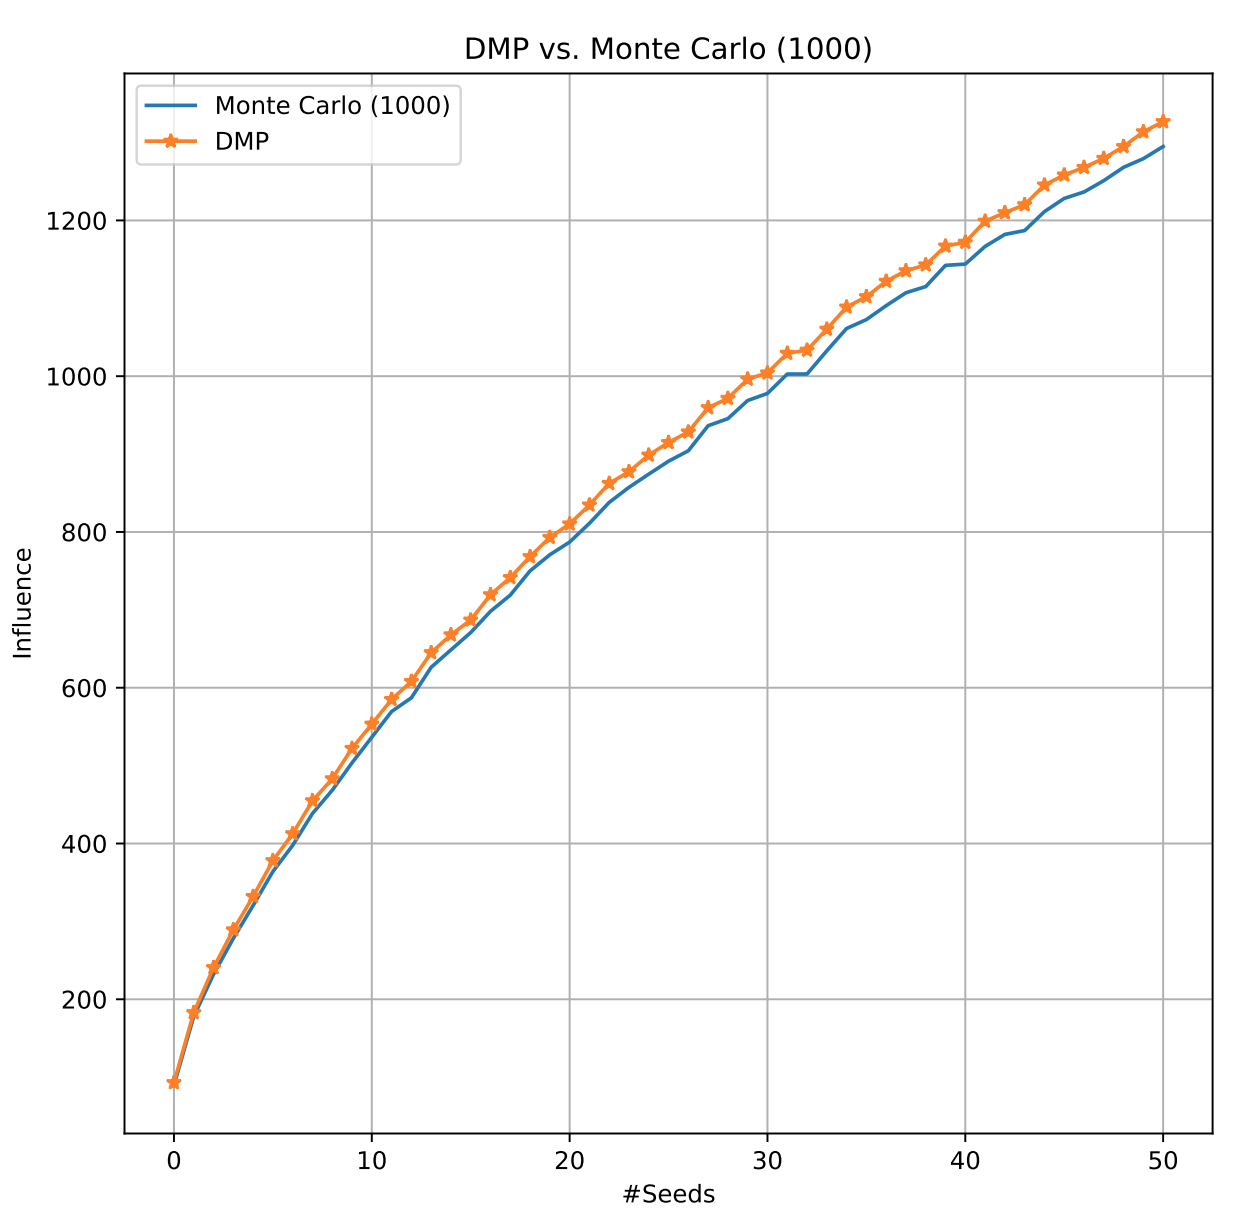 DMP vs. Monte Carlo (1000)
Monte Carlo (1000)
DMP
1200
1000
800
600
400
200
Influence
0 10 20 30 40 50
#Seeds